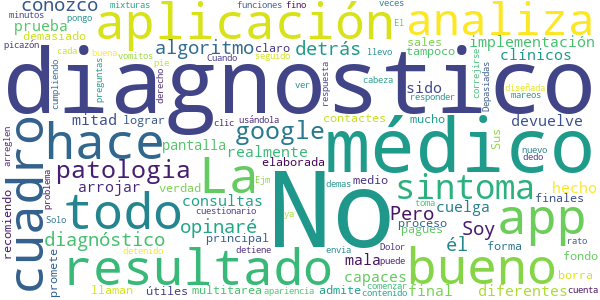 conozco
mixturas
funciones
fino
veces
El
minutos
pongo
aplicación
analiza
prueba
demasiado
algoritmo
claro
detrás
sales
implementación
tampoco
clínicos
picazón
cada
bueno
vomitos
pie
Cuando
seguido
llevo
cabeza
corregirse
Depasiadas
diseñada
mareos
diagnostico
cumpliendo
preguntas
derecho
usándola
ver
respuesta
responder
mitad
lograr
clic
sido
contactes
mucho
devuelve
Sus
nuevo
dedo
hace
google
médico
cuadro
arreglen
pantalla
realmente
elaborada
patologia
arrojar
verdad
Ejm
La
No
medio
demas
sintoma
toma
hecho
finales
recomiendo
problema
todo
consultas
cuestionario
ya
Pero
cuelga
proceso
pagues
Soy
él
app
Solo
diagnóstico
opinaré
principal
detiene
puede
Dolor
forma
fondo
rato
promete
resultado
envia
mala
capaces
comenzar
bueno
borra
llaman
detenido
útiles
multitarea
apariencia
admite
contenido
final
diferentes
cuenta